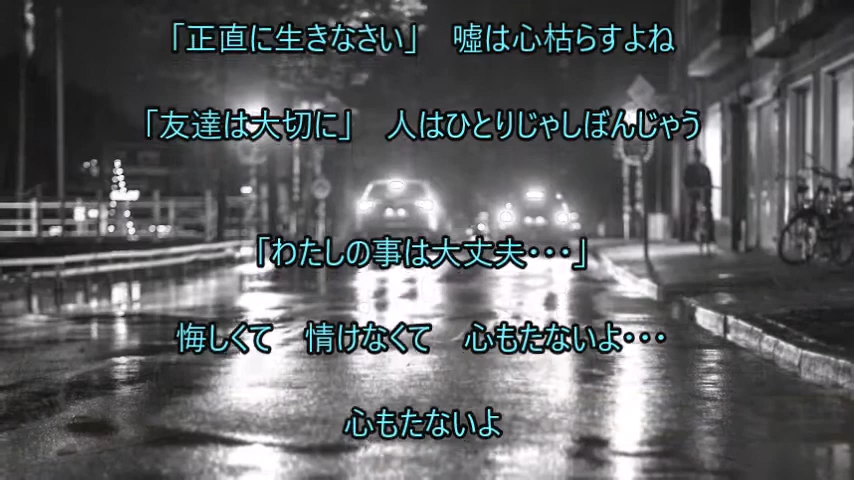 「正直に生きなさい」　嘘は心枯らすよね
「友達は大切に」　人はひとりじゃしぼんじゃう
「わたしの事は大丈夫・・・」
悔しくて　情けなくて　心もたないよ・・・
心もたないよ